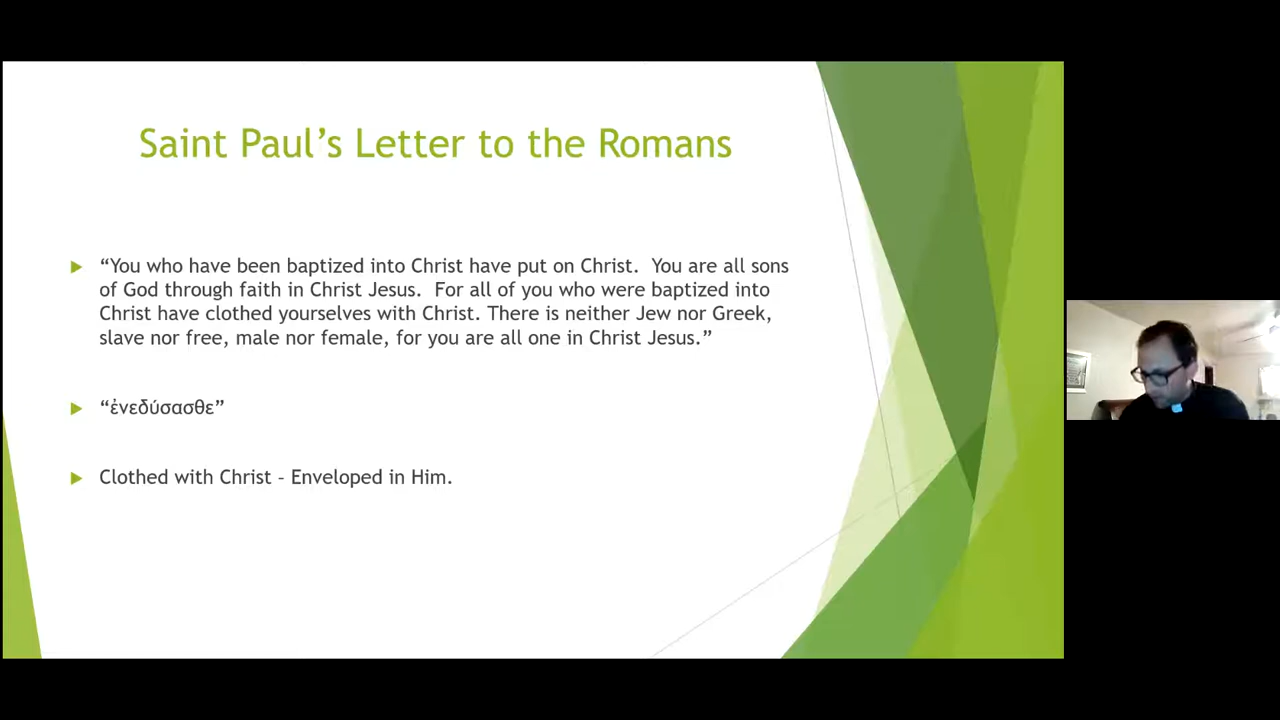 Saint Paul’s Letter to the Romans
“You who have been baptized into Christ have put on Christ.  You are all sons
of God through faith in Christ Jesus.  For all of you who were baptized into
Christ have clothed yourselves with Christ. There is neither Jew nor Greek,
slave nor free, male nor female, for you are all one in Christ Jesus.”
“ἐνεδύσασθε”
Clothed with Christ – Enveloped in Him.